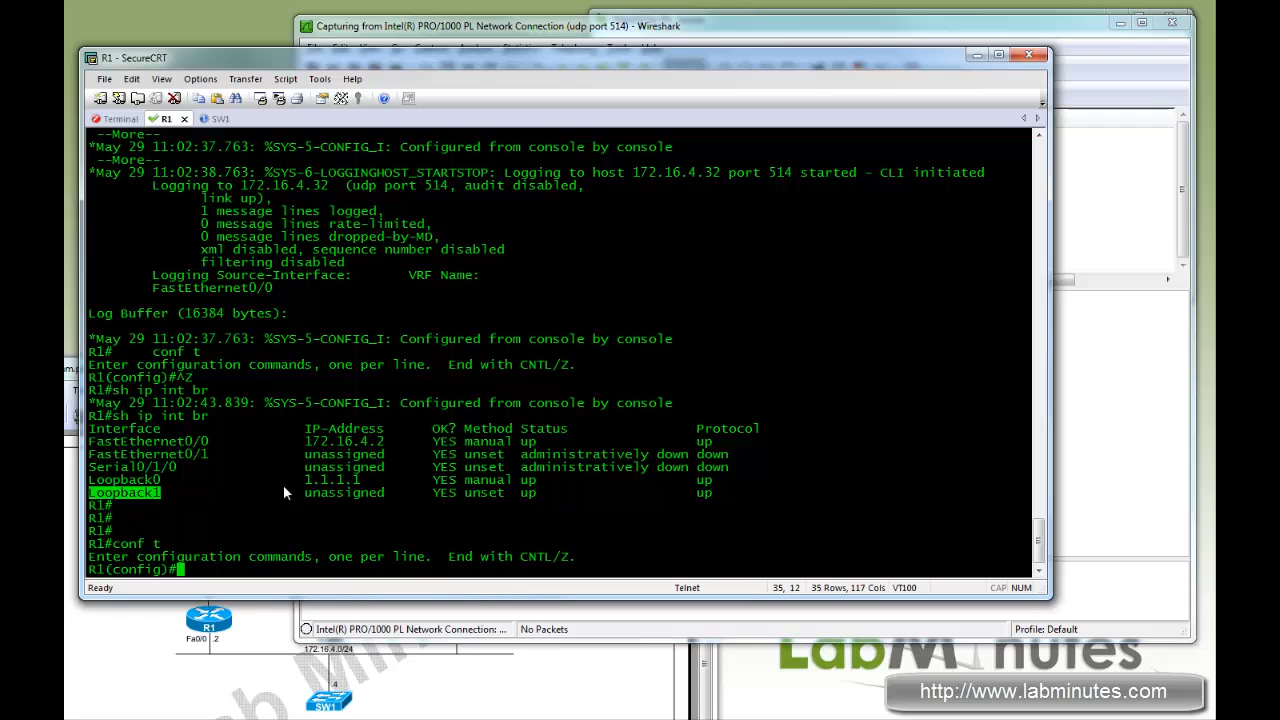 Capturing from Intel(R) PRO/1000 PL Network Connection (udp port 514) - Wireshark
R1 - SecureCRT
File Edit View Options Transfer Script Tools Help
Terminal R1 SW1
--More--
*May 29 11:02:37.763: %SYS-5-CONFIG_I: Configured from console by console
--More--
*May 29 11:02:38.763: %SYS-6-LOGGINGHOST_STARTSTOP: Logging to host 172.16.4.32 port 514 started - CLI initiated
Logging to 172.16.4.32 (udp port 514, audit disabled,
link up),
1 message lines logged,
0 message lines rate-limited,
0 message lines dropped-by-MD,
xml disabled, sequence number disabled
filtering disabled
Logging Source-Interface: VRF Name:
FastEthernet0/0
Log Buffer (16384 bytes):
*May 29 11:02:37.763: %SYS-5-CONFIG_I: Configured from console by console
R1# conf t
Enter configuration commands, one per line. End with CNTL/Z.
R1(config)#^Z
R1#sh ip int br
*May 29 11:02:43.839: %SYS-5-CONFIG_I: Configured from console by console
R1#sh ip int br
Interface IP-Address OK? Method Status Protocol
FastEthernet0/0 172.16.4.2 YES manual up up
FastEthernet0/1 unassigned YES unset administratively down down
Serial0/1/0 unassigned YES unset administratively down down
Loopback0 1.1.1.1 YES manual up up
Loopback1 unassigned YES unset up up
R1#
R1#
R1#
R1#conf t
Enter configuration commands, one per line. End with CNTL/Z.
R1(config)#
Ready Telnet 35, 12 35 Rows, 117 Cols VT100 CAP NUM
Intel(R) PRO/1000 PL Network Connection: ... No Packets Profile: Default
R1
Fa0/0 .2
172.16.4.0/24
.4
SW1
LabMinutes
http://www.labminutes.com